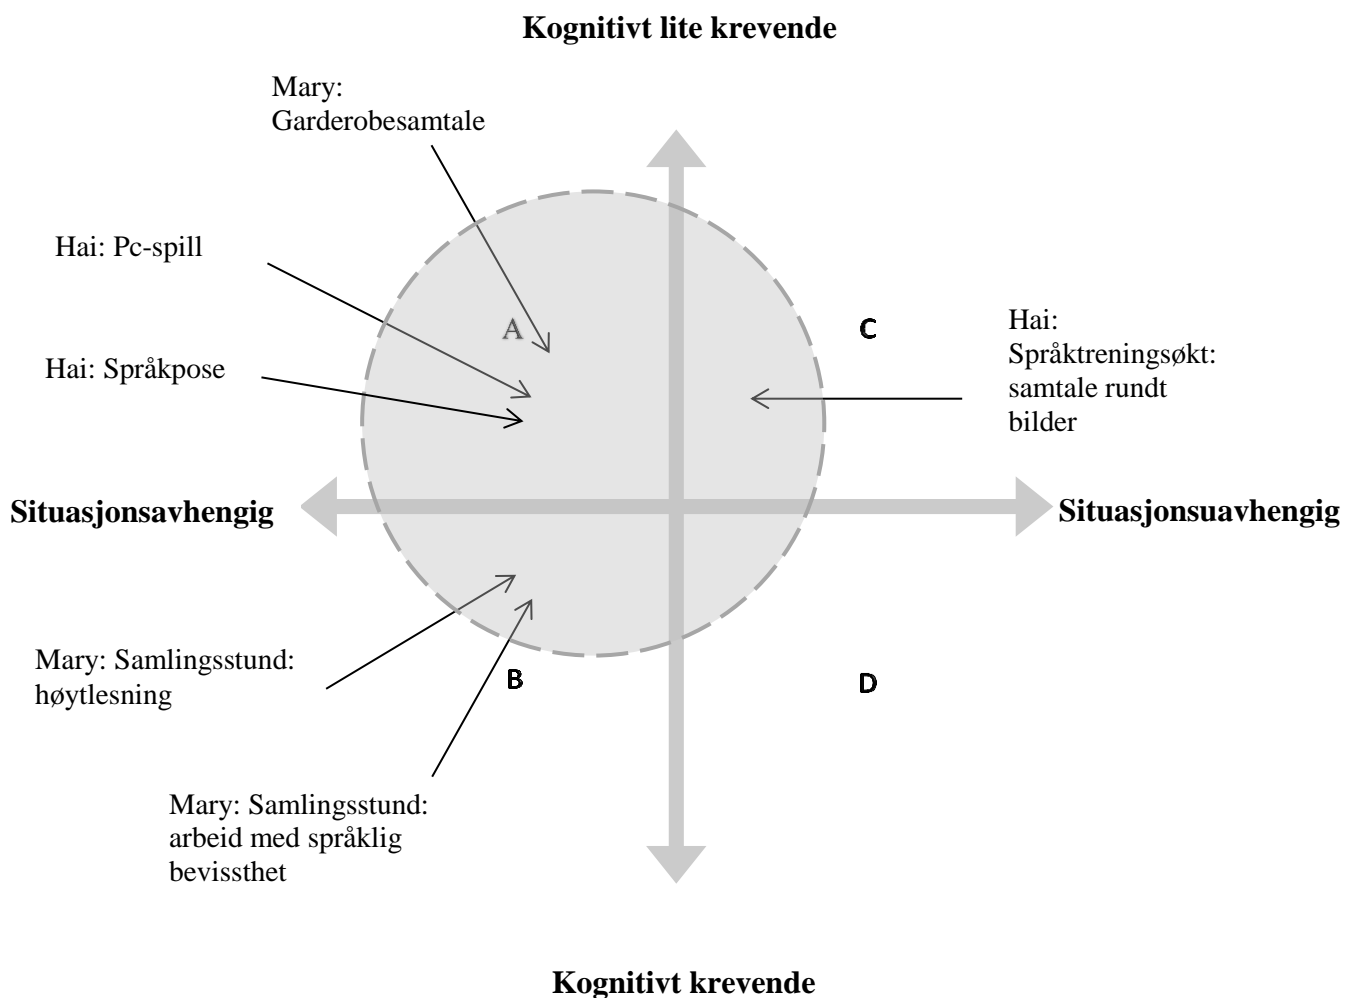 Kognitivt lite krevende
Mary:
Garderobesamtale
Hai: Pc-spill
A
C
Hai:
Språktreningsøkt:
samtale rundt
bilder
Hai: Språkpose
Situasjonsavhengig
Situasjonsuavhengig
Mary: Samlingsstund:
høytlesning
B
D
Mary: Samlingsstund:
arbeid med språklig
bevissthet
Kognitivt krevende